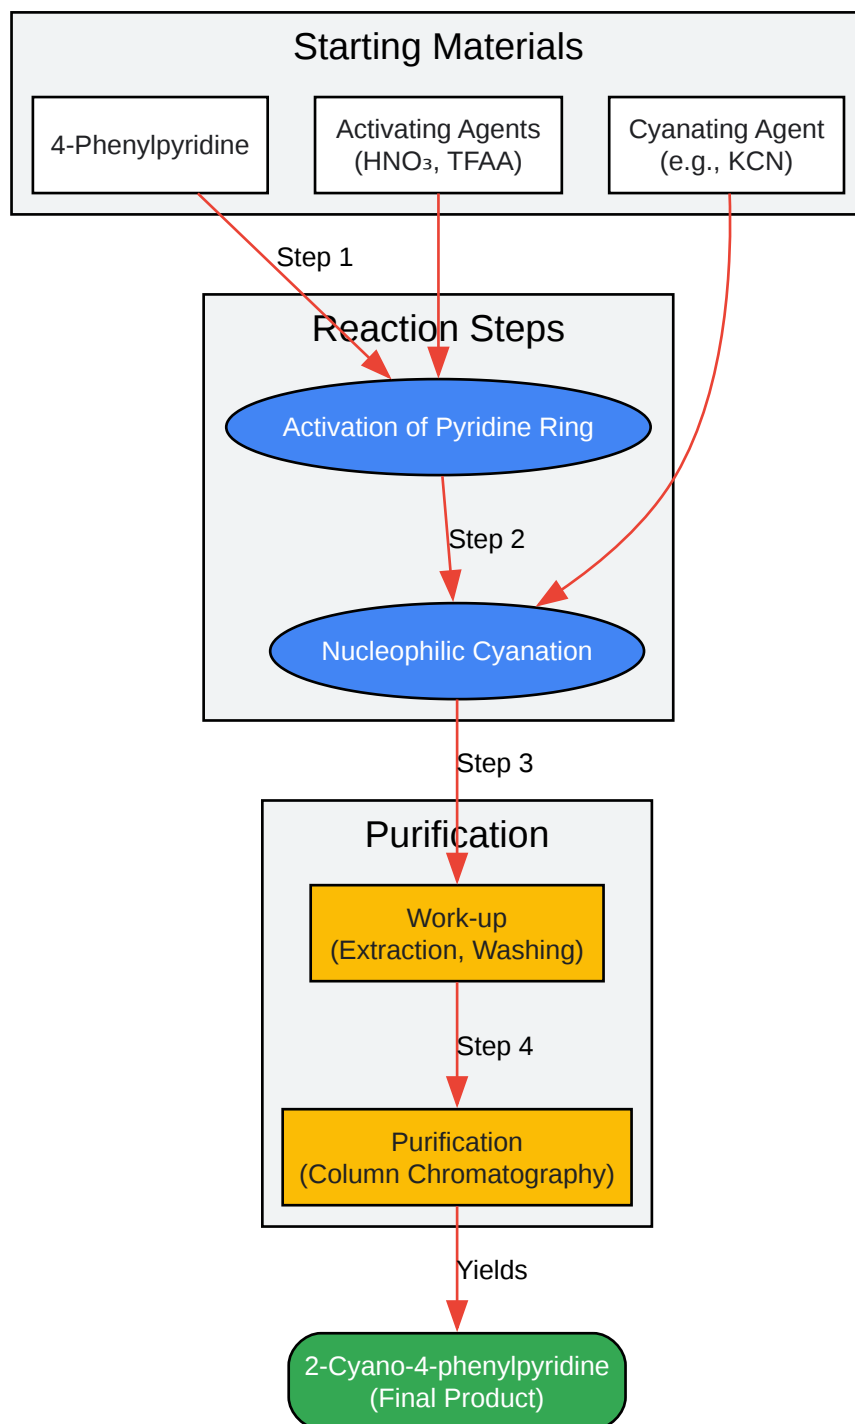 Starting Materials
4-Phenylpyridine
Activating Agents
(HNO₃, TFAA)
Cyanating Agent
(e.g., KCN)
Step 1
Reaction Steps
Activation of Pyridine Ring
Step 2
Nucleophilic Cyanation
Step 3
Purification
Work-up
(Extraction, Washing)
Step 4
Purification
(Column Chromatography)
Yields
2-Cyano-4-phenylpyridine
(Final Product)